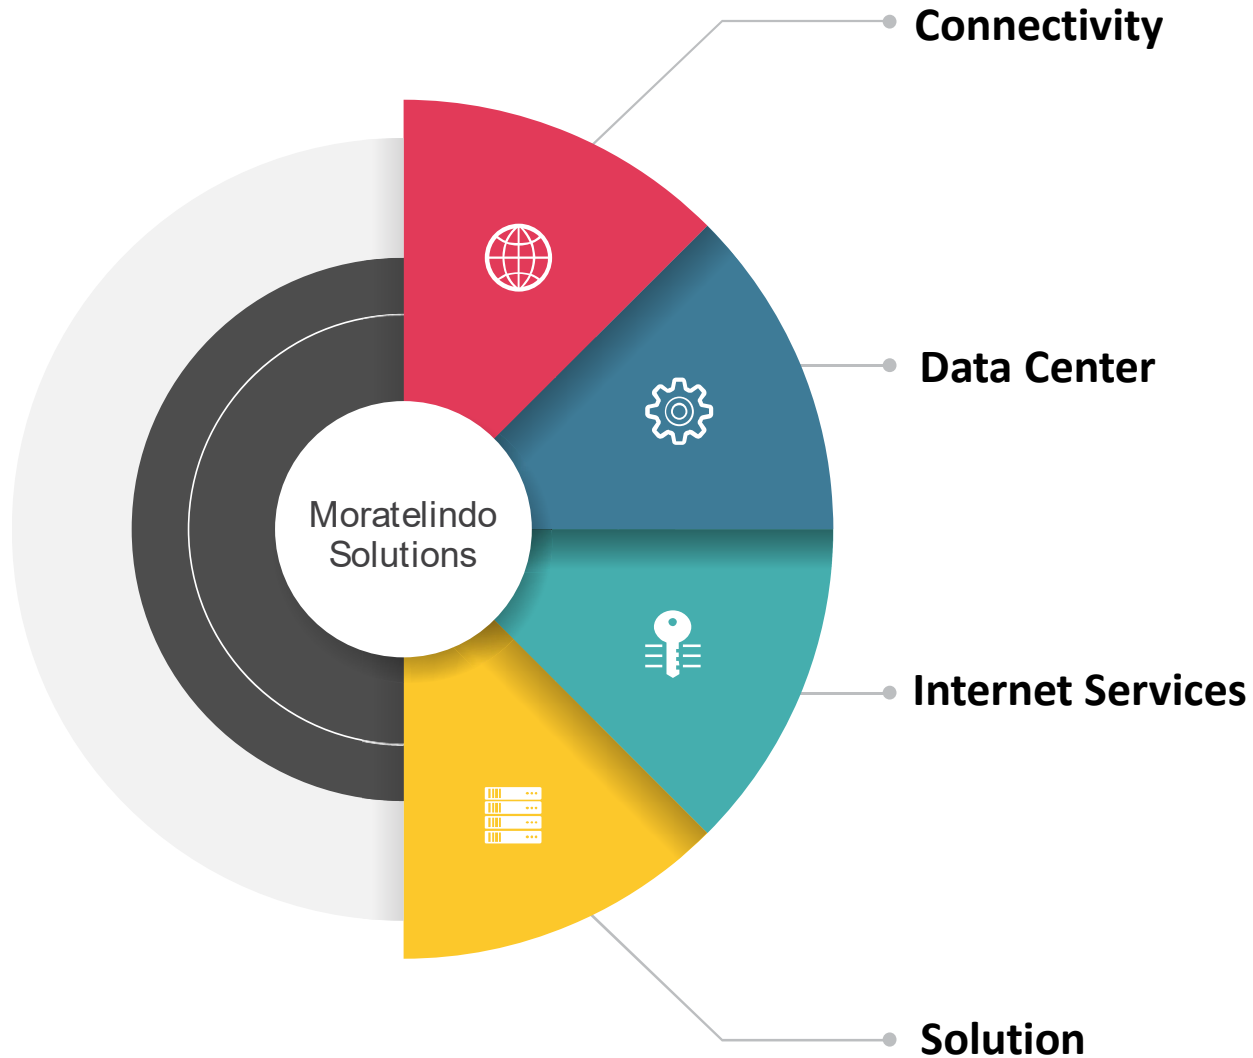 Connectivity
Data Center
Moratelindo
Solutions
Internet Services
Solution